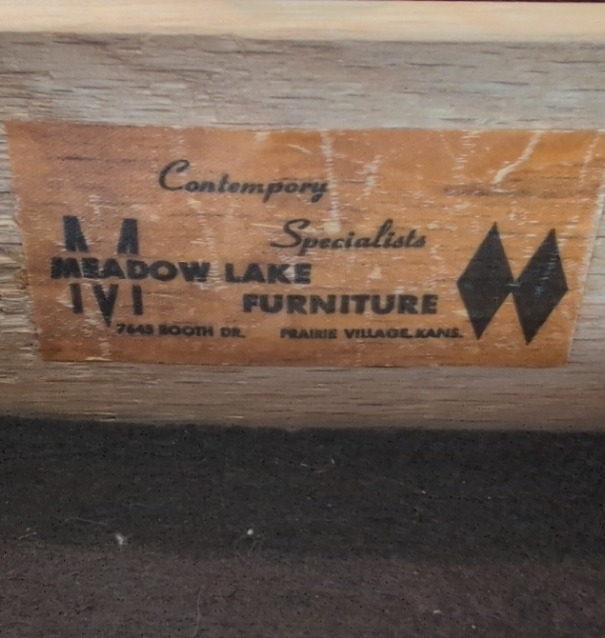 Contempory
Specialists
MEADOW LAKE
FURNITURE
7645 BOOTH DR. PRAIRIE VILLAGE, KANS.